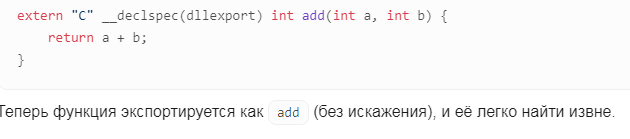 extern "C" __declspec(dllexport) int add(int a, int b) {
    return a + b;
}
Теперь функция экспортируется как add (без искажения), и её легко найти извне.